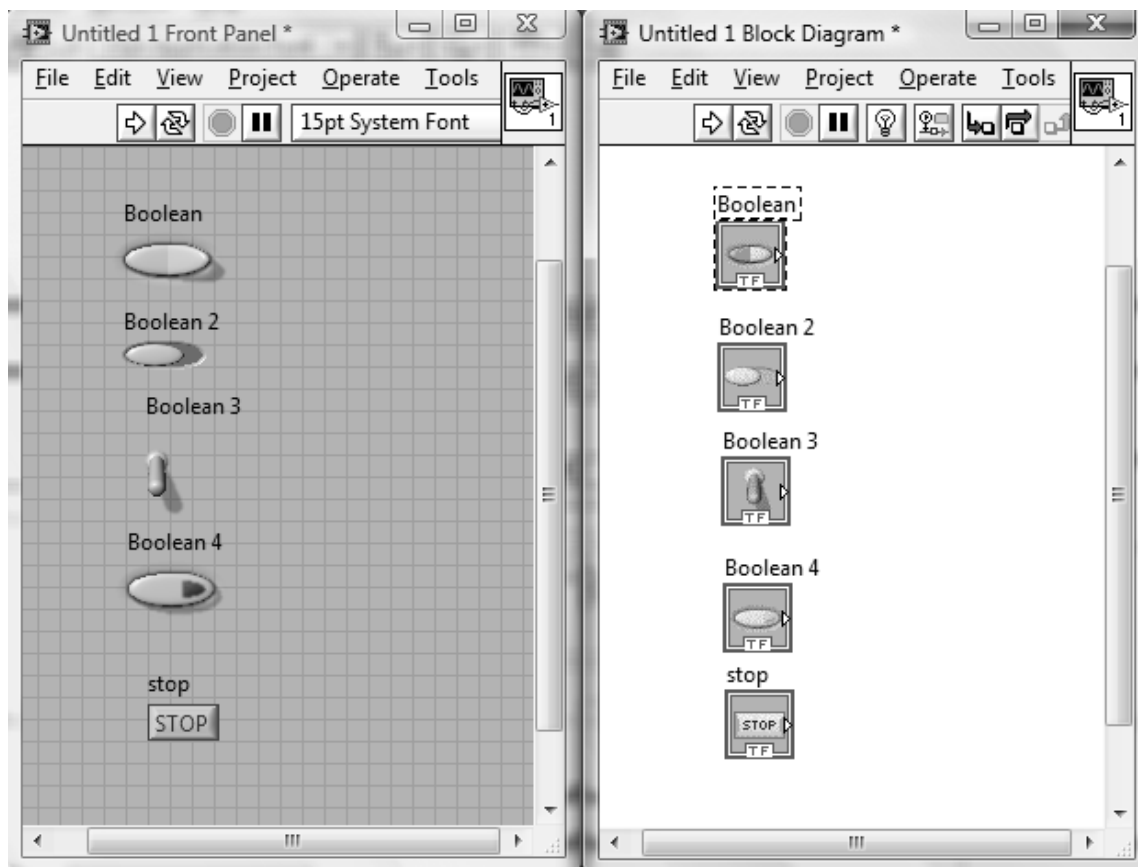 Untitled 1 Front Panel *
File Edit View Project Operate Tools
15pt System Font
1
Boolean
Boolean 2
Boolean 3
Boolean 4
stop
STOP
Untitled 1 Block Diagram *
File Edit View Project Operate Tools
1
Boolean
TF
Boolean 2
TF
Boolean 3
TF
Boolean 4
TF
stop
STOP
TF